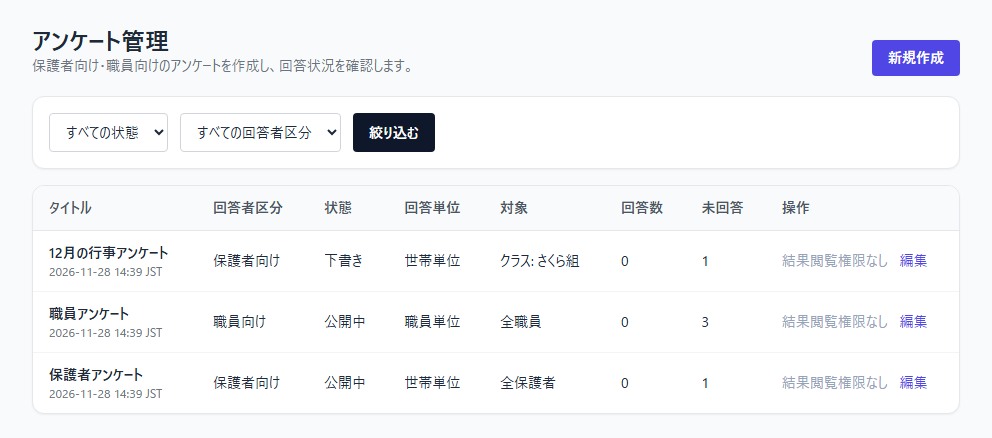 アンケート管理
保護者向け・職員向けのアンケートを作成し、回答状況を確認します。
新規作成
すべての状態 すべての回答者区分 絞り込む
タイトル 回答者区分 状態 回答単位 対象 回答数 未回答 操作
12月の行事アンケート
2026-11-28 14:39 JST
保護者向け 下書き 世帯単位 クラス: さくら組 0 1 結果閲覧権限なし 編集
職員アンケート
2026-11-28 14:39 JST
職員向け 公開中 職員単位 全職員 0 3 結果閲覧権限なし 編集
保護者アンケート
2026-11-28 14:39 JST
保護者向け 公開中 世帯単位 全保護者 0 1 結果閲覧権限なし 編集